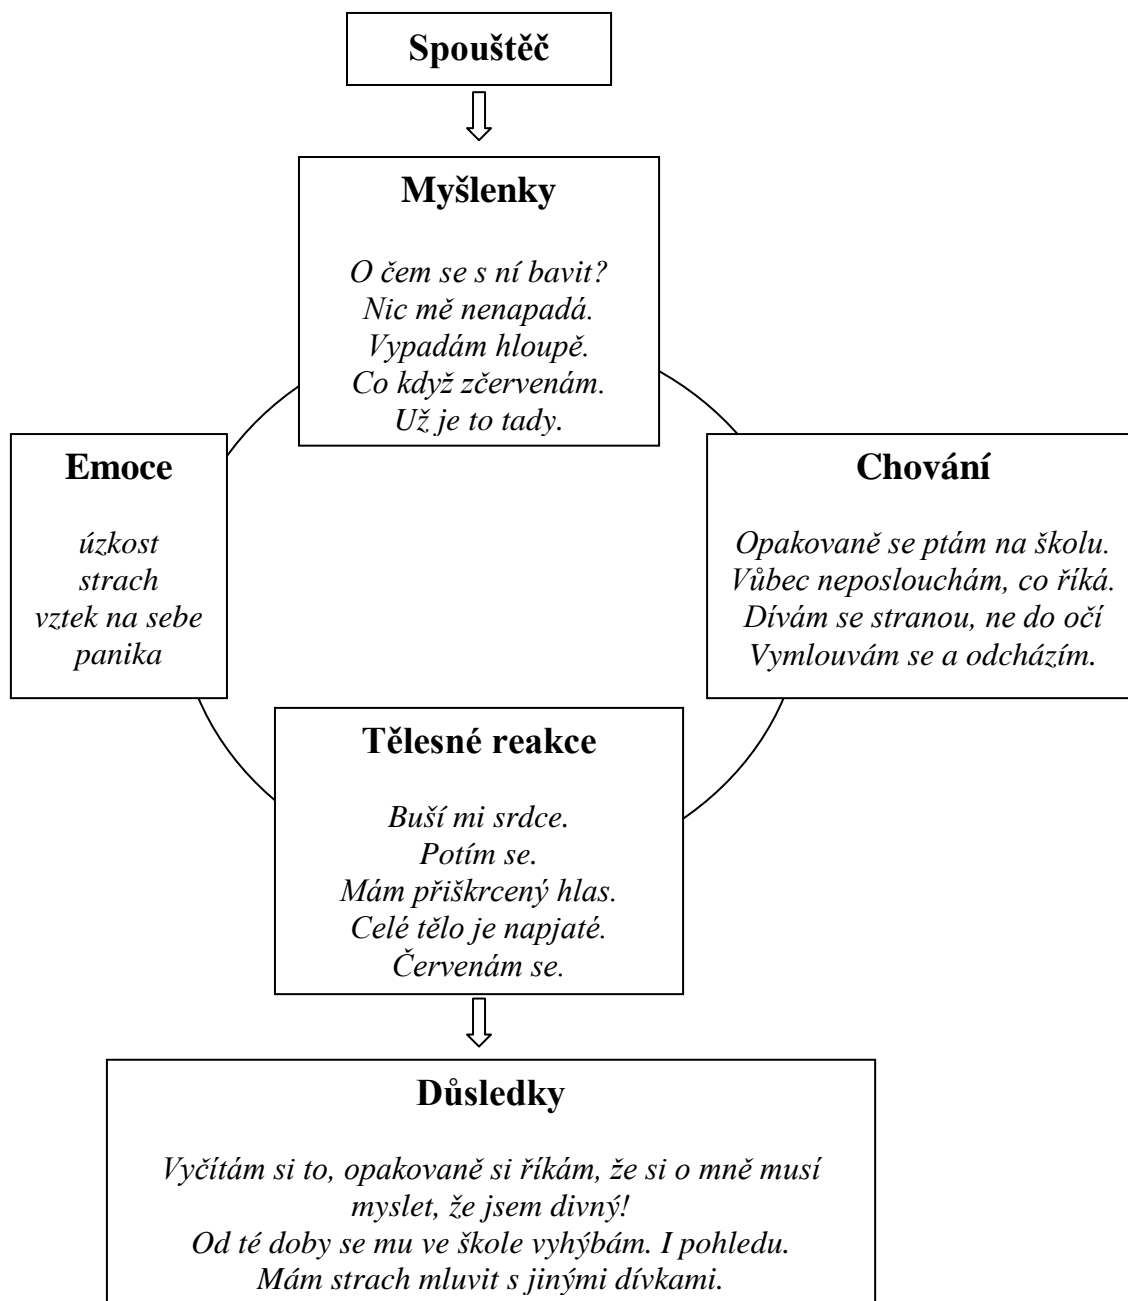 Spouštěč
Myšlenky
O čem se s ní bavit?
Nic mě nenapadá.
Vypadám hloupě.
Co když zčervenám.
Už je to tady.
Emoce
úzkost
strach
vztek na sebe
panika
Chování
Opakovaně se ptám na školu.
Vůbec neposlouchám, co říká.
Dívám se stranou, ne do očí
Vymlouvám se a odcházím.
Tělesné reakce
Buší mi srdce.
Potím se.
Mám přiškrcený hlas.
Celé tělo je napjaté.
Červenám se.
Důsledky
Vyčítám si to, opakovaně si říkám, že si o mně musí
myslet, že jsem divný!
Od té doby se mu ve škole vyhýbám. I pohledu.
Mám strach mluvit s jinými dívkami.